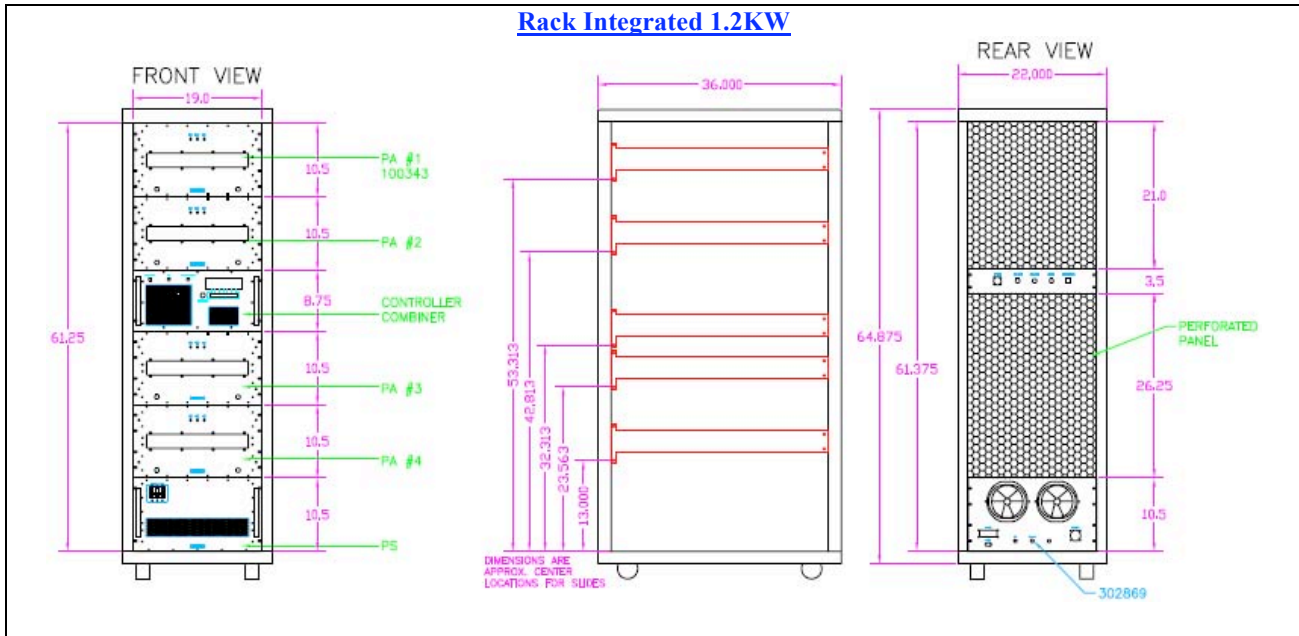 Rack Integrated 1.2KW
FRONT VIEW
19.0
10.5
10.5
8.75
10.5
10.5
10.5
61.25
PA #1
100343
PA #2
CONTROLLER
COMBINER
PA #3
PA #4
PS
36.000
53.313
42.813
32.313
23.563
13.000
DIMENSIONS ARE
APPROX. CENTER
LOCATIONS FOR SLIDES
REAR VIEW
22.000
64.875
61.375
21.0
3.5
26.25
10.5
PERFORATED
PANEL
302869